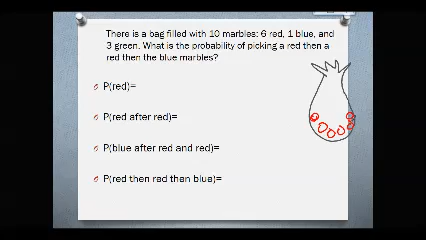 There is a bag filled with 10 marbles: 6 red, 1 blue, and
3 green. What is the probability of picking a red then a
red then the blue marbles?
P(red)=
P(red after red)=
P(blue after red and red)=
P(red then red then blue)=